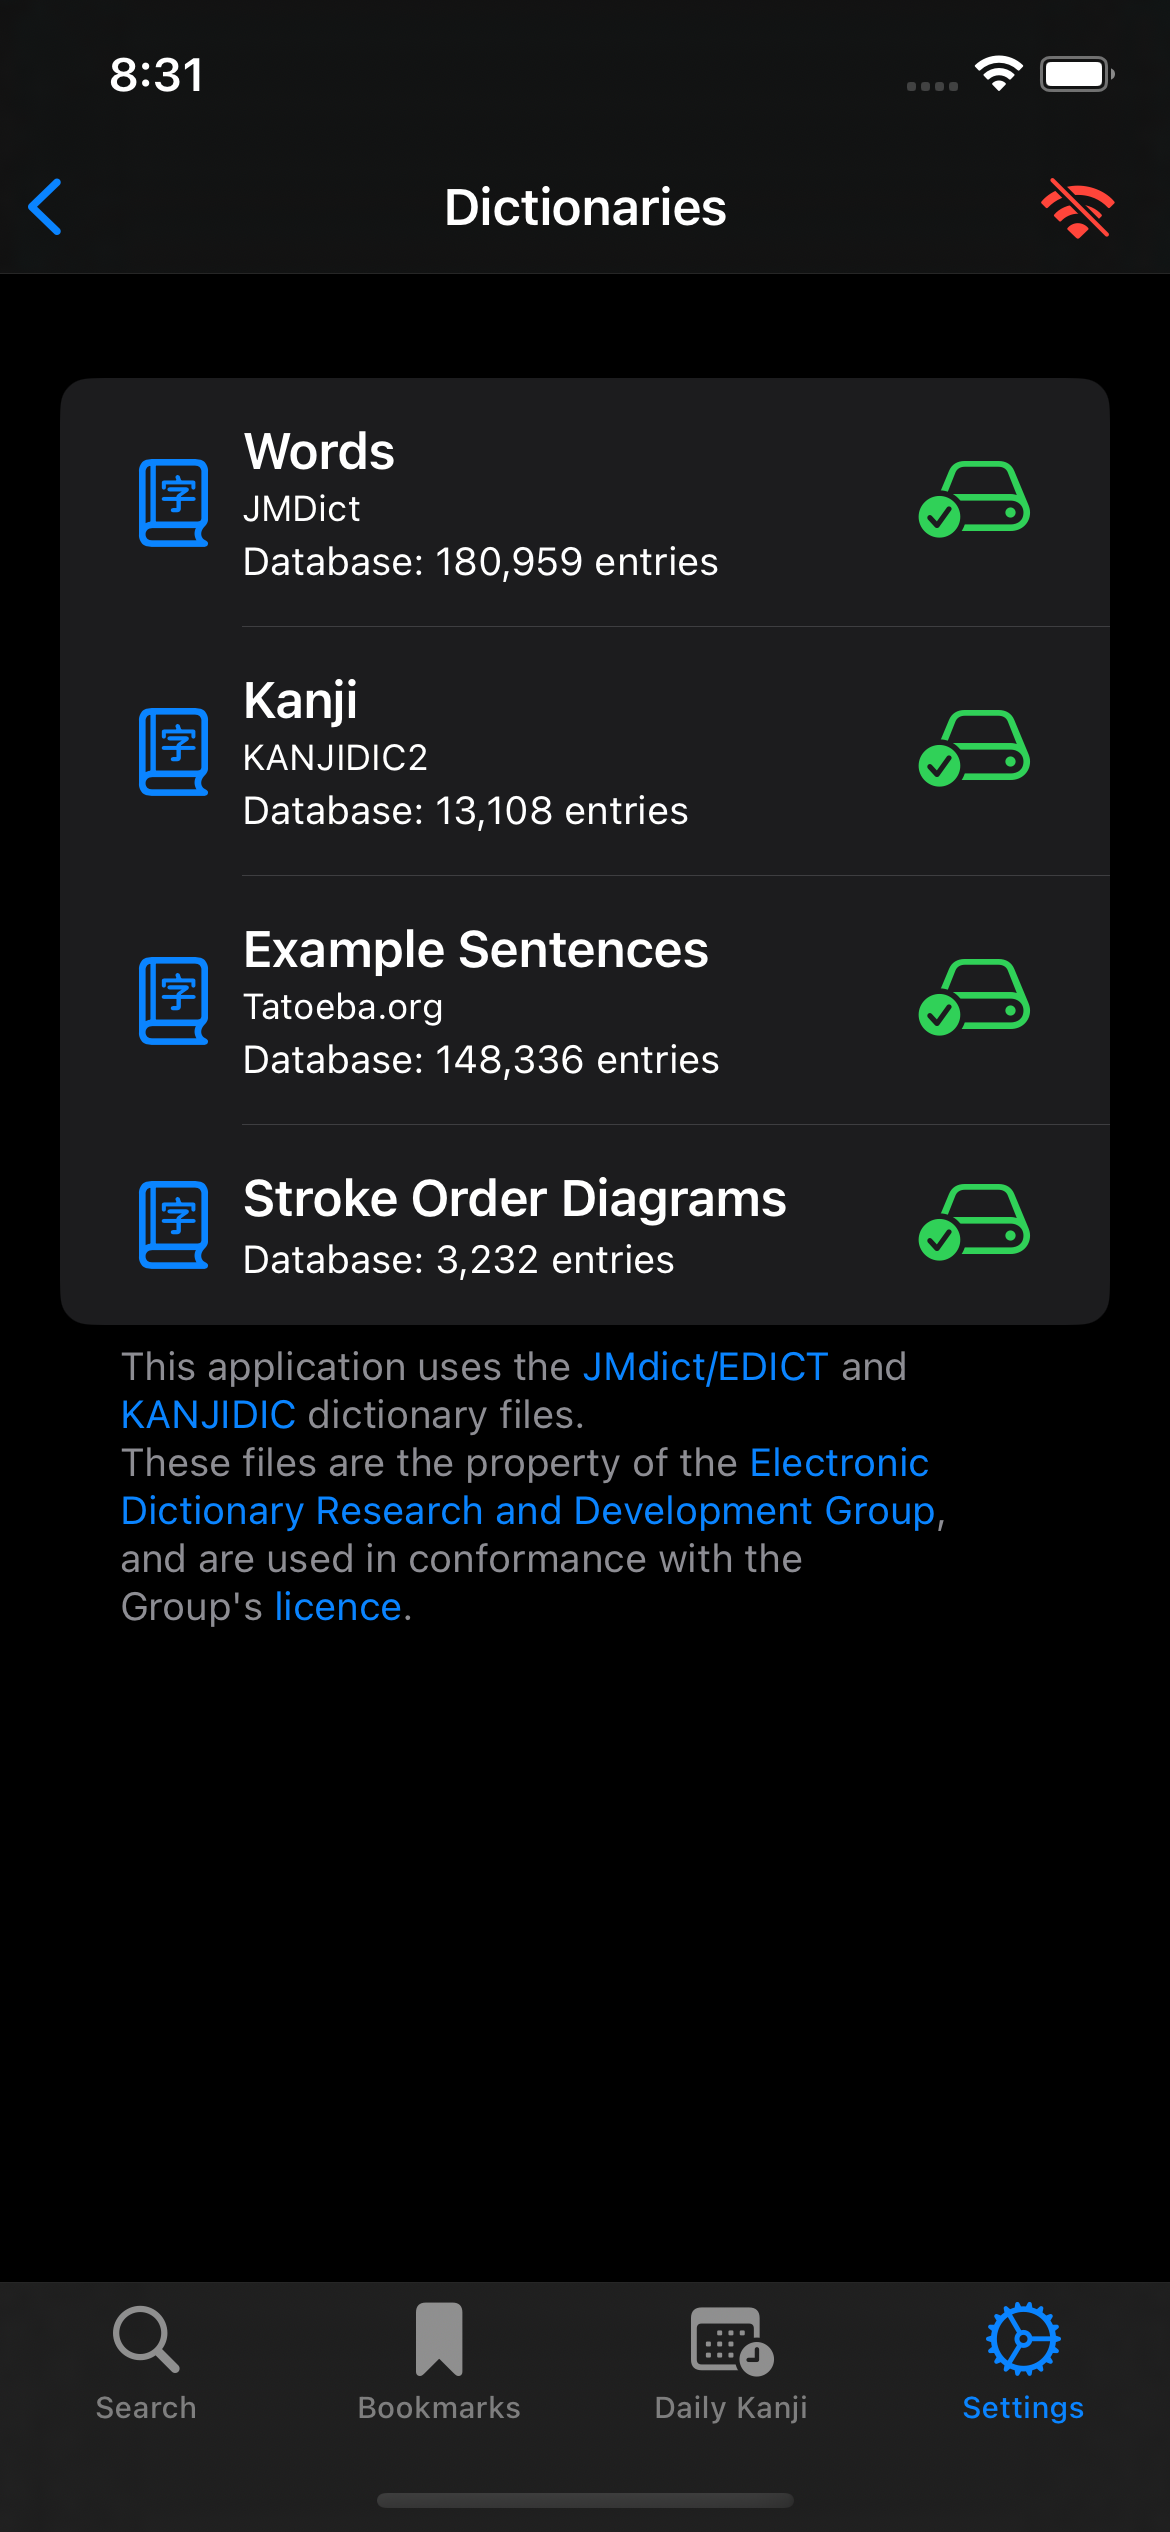 8:31
Dictionaries
字
Words
JMDict
Database: 180,959 entries
字
Kanji
KANJIDIC2
Database: 13,108 entries
字
Example Sentences
Tatoeba.org
Database: 148,336 entries
字
Stroke Order Diagrams
Database: 3,232 entries
This application uses the JMdict/EDICT and
KANJIDIC dictionary files.
These files are the property of the Electronic
Dictionary Research and Development Group,
and are used in conformance with the
Group's licence.
Search
Bookmarks
Daily Kanji
Settings